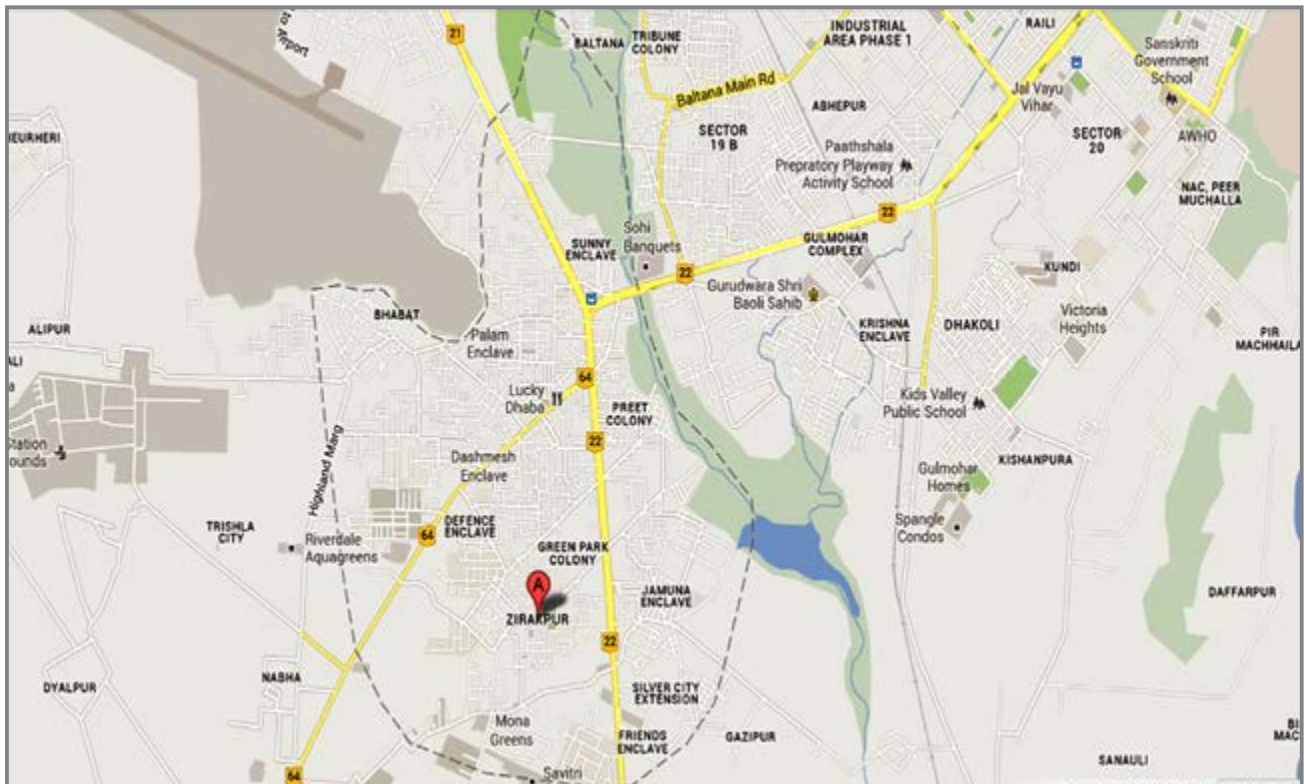 to
Airport
21
BALTANA
TRIBUNE
COLONY
INDUSTRIAL
AREA PHASE 1
RAILI
Sanskriti
Government
School
Baltana Main Rd
Jal Vayu
Vihar
ABHEPUR
SECTOR
19 B
SECTOR
20
AWHO
Paathshala
Prepratory Playway
Activity School
NAC, PEER
MUCHALLA
22
Sohi
Banquets
SUNNY
ENCLAVE
GULMOHAR
COMPLEX
22
KUNDI
Gurudwara Shri
Baoli Sahib
BHABAT
ALIPUR
Palam
Enclave
KRISHNA
ENCLAVE
DHAKOLI
Victoria
Heights
PIR
MACHHAILA
ALI
64
Lucky
Dhaba
PREET
COLONY
Kids Valley
Public School
22
Station
ounds
Highland Marg
Dashmesh
Enclave
KISHANPURA
Gulmohar
Homes
TRISHLA
CITY
DEFENCE
ENCLAVE
64
Spangle
Condos
Riverdale
Aquagreens
GREEN PARK
COLONY
A
JAMUNA
ENCLAVE
DAFFARPUR
ZIRAKPUR
22
NABHA
DYALPUR
SILVER CITY
EXTENSION
Mona
Greens
FRIENDS
ENCLAVE
GAZIPUR
SANAULI
64
Savitri